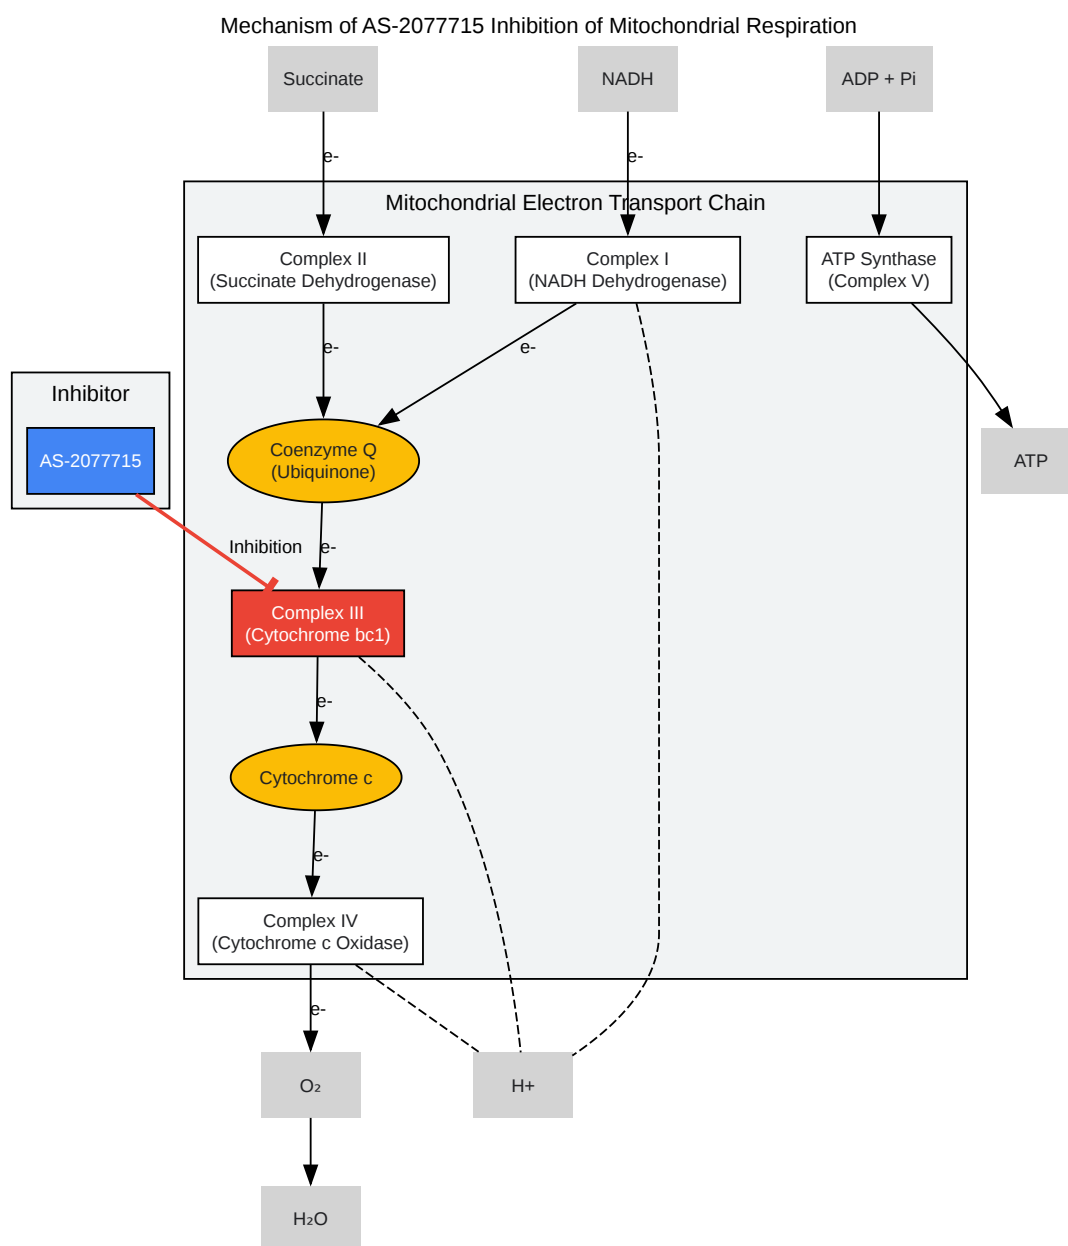 Mechanism of AS-2077715 Inhibition of Mitochondrial Respiration
Succinate
NADH
ADP + Pi
e-
e-
Mitochondrial Electron Transport Chain
Complex II
(Succinate Dehydrogenase)
Complex I
(NADH Dehydrogenase)
ATP Synthase
(Complex V)
e-
e-
Inhibitor
AS-2077715
Coenzyme Q
(Ubiquinone)
ATP
Inhibition
e-
Complex III
(Cytochrome bc1)
e-
Cytochrome c
e-
Complex IV
(Cytochrome c Oxidase)
e-
O₂
H+
H₂O